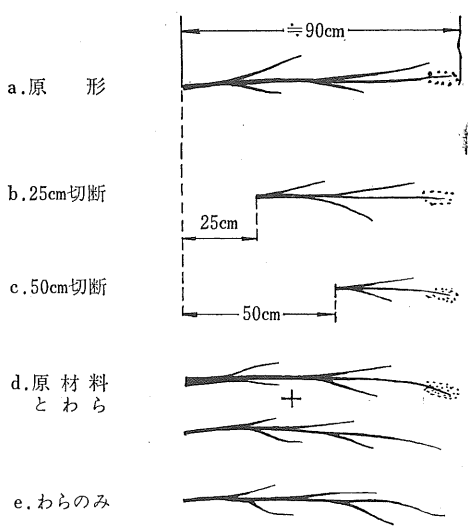 ≒90cm
a.原 形
b.25cm切断
25cm
c.50cm切断
50cm
d.原材料
とわら
+
e.わらのみ